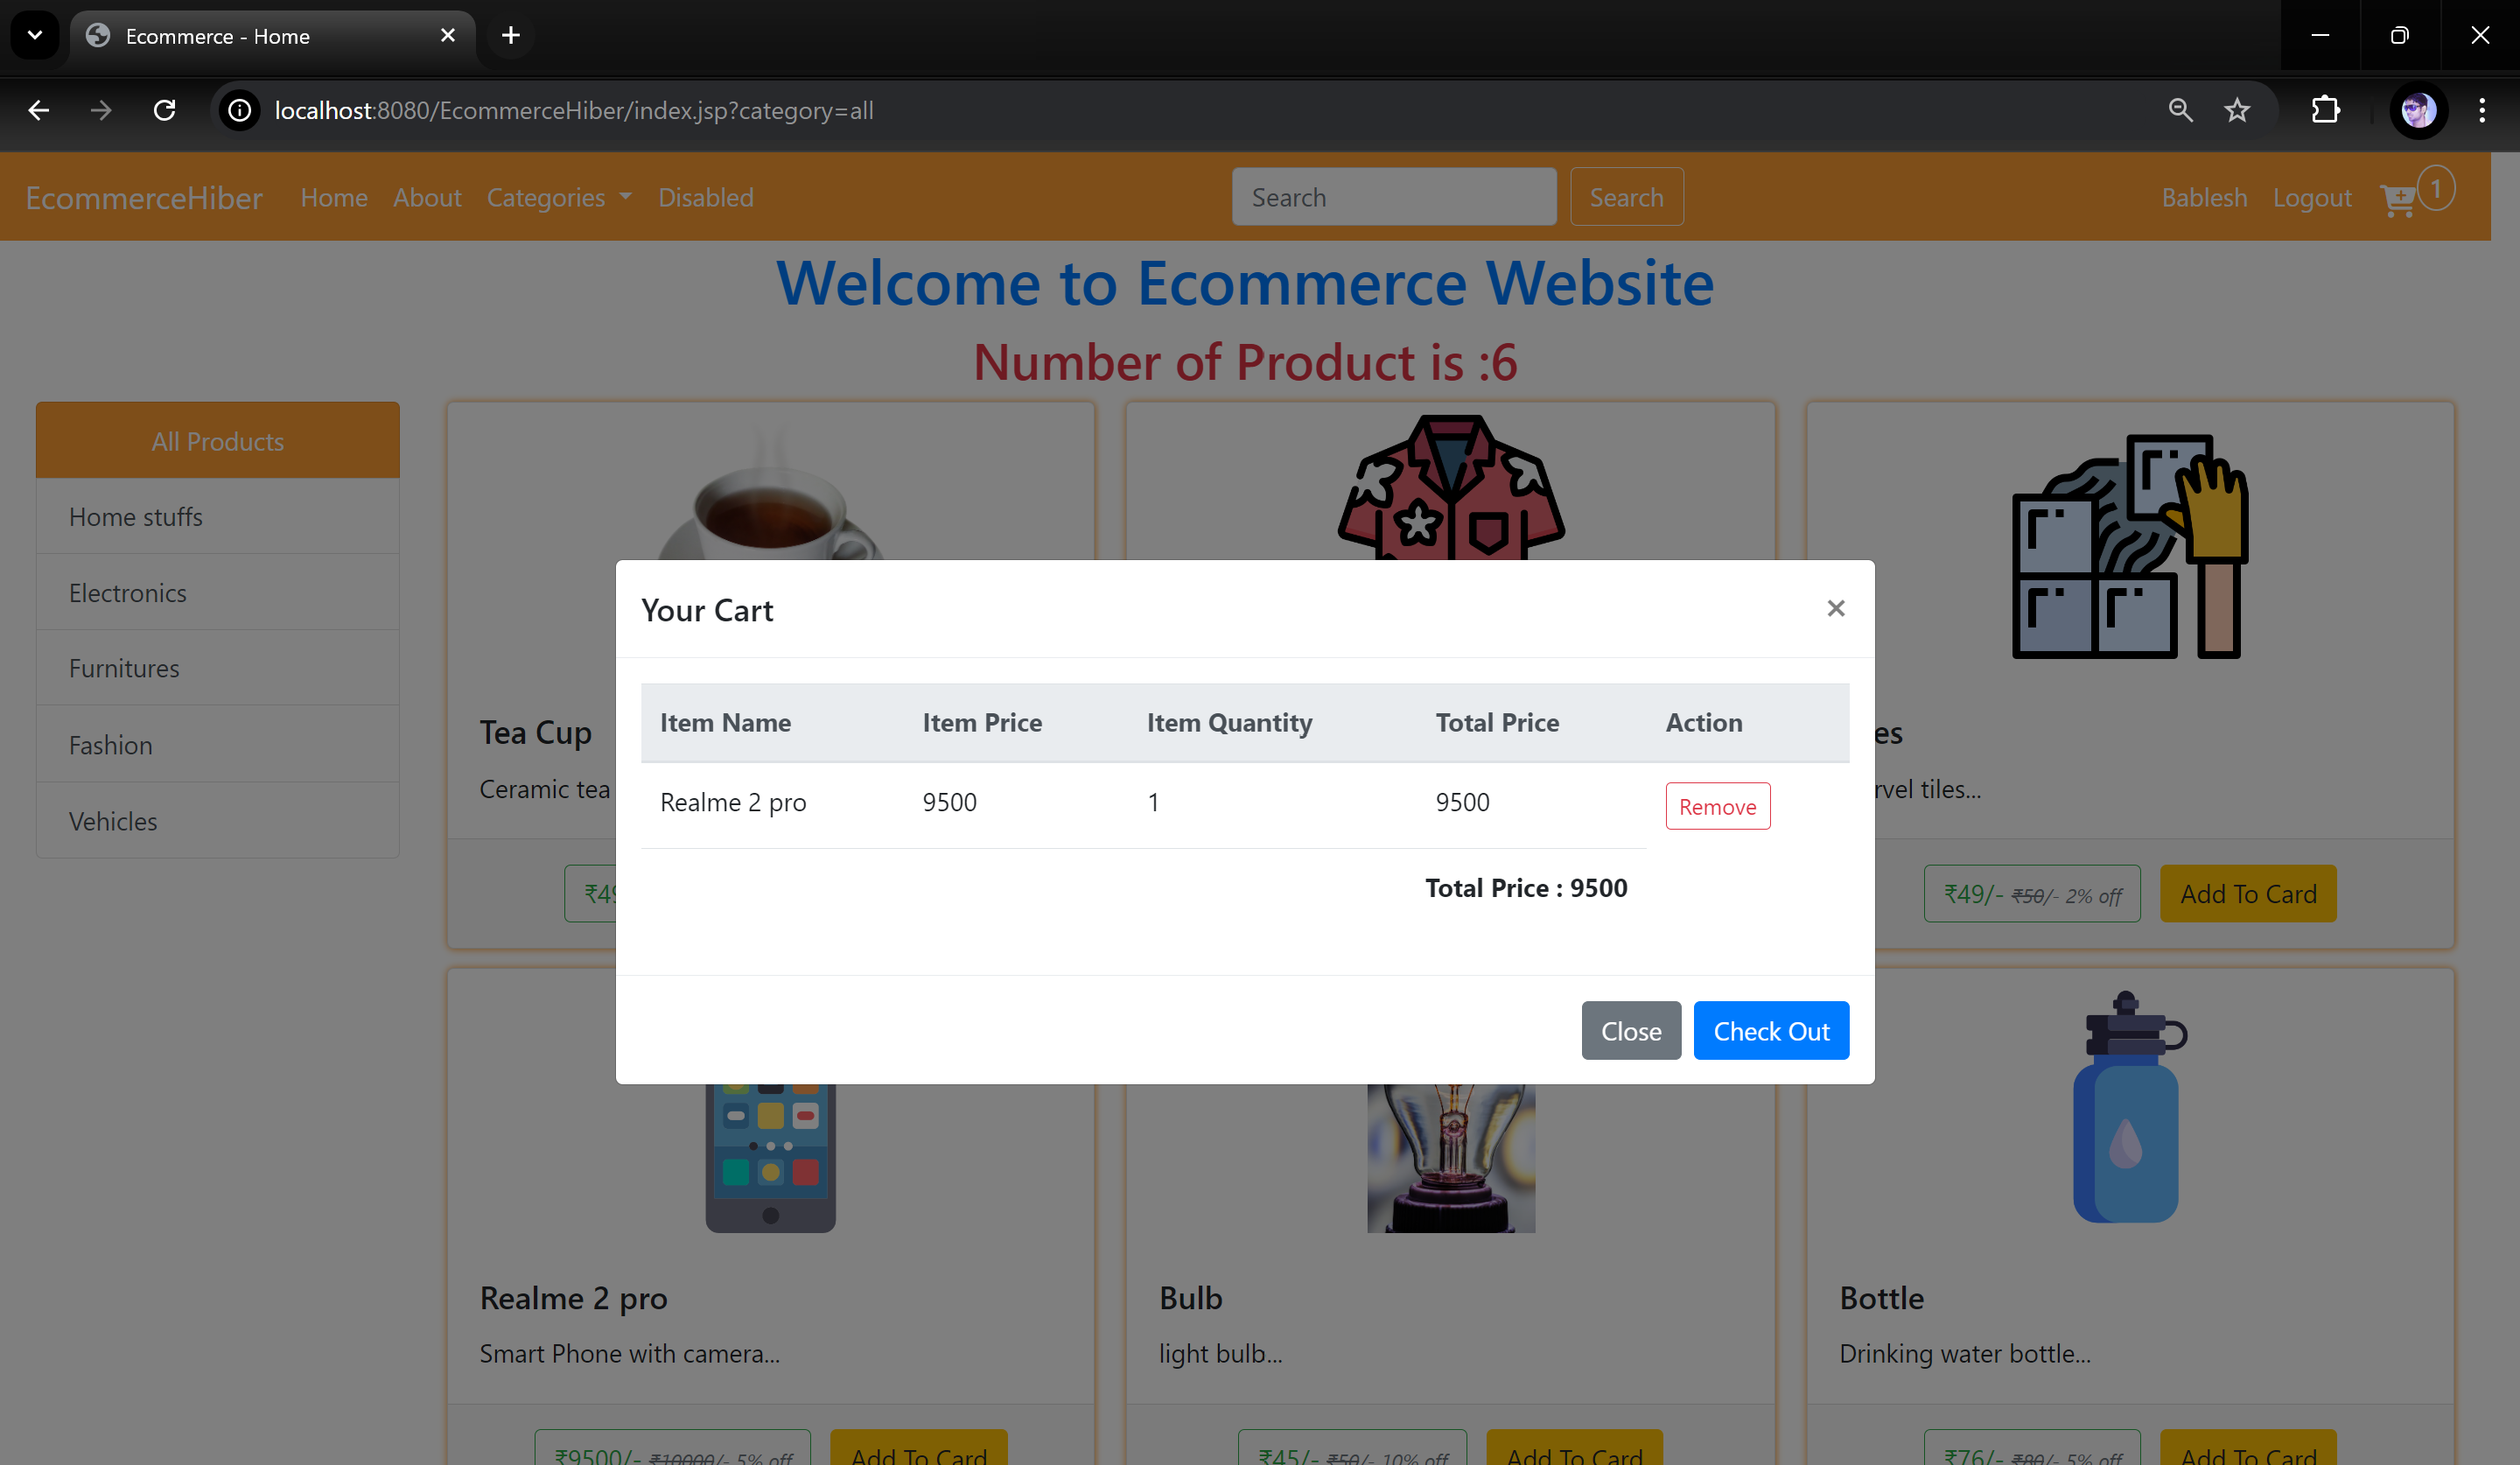 Ecommerce - Home
localhost:8080/EcommerceHiber/index.jsp?category=all
EcommerceHiber Home About Categories Disabled Search Search Bablesh Logout 1
Welcome to Ecommerce Website
Number of Product is :6
All Products
Home stuffs
Electronics
Furnitures
Fashion
Vehicles
Tea Cup
Ceramic tea
₹49
es
rvel tiles...
₹49/- ₹50/- 2% off Add To Card
Your Cart
×
Item Name Item Price Item Quantity Total Price Action
Realme 2 pro 9500 1 9500 Remove
Total Price : 9500
Close Check Out
Realme 2 pro
Smart Phone with camera...
₹9500/- ₹10000/- 5% off Add To Card
Bulb
light bulb...
₹45/- ₹50/- 10% off Add To Card
Bottle
Drinking water bottle...
₹76/- ₹80/- 5% off Add To Card